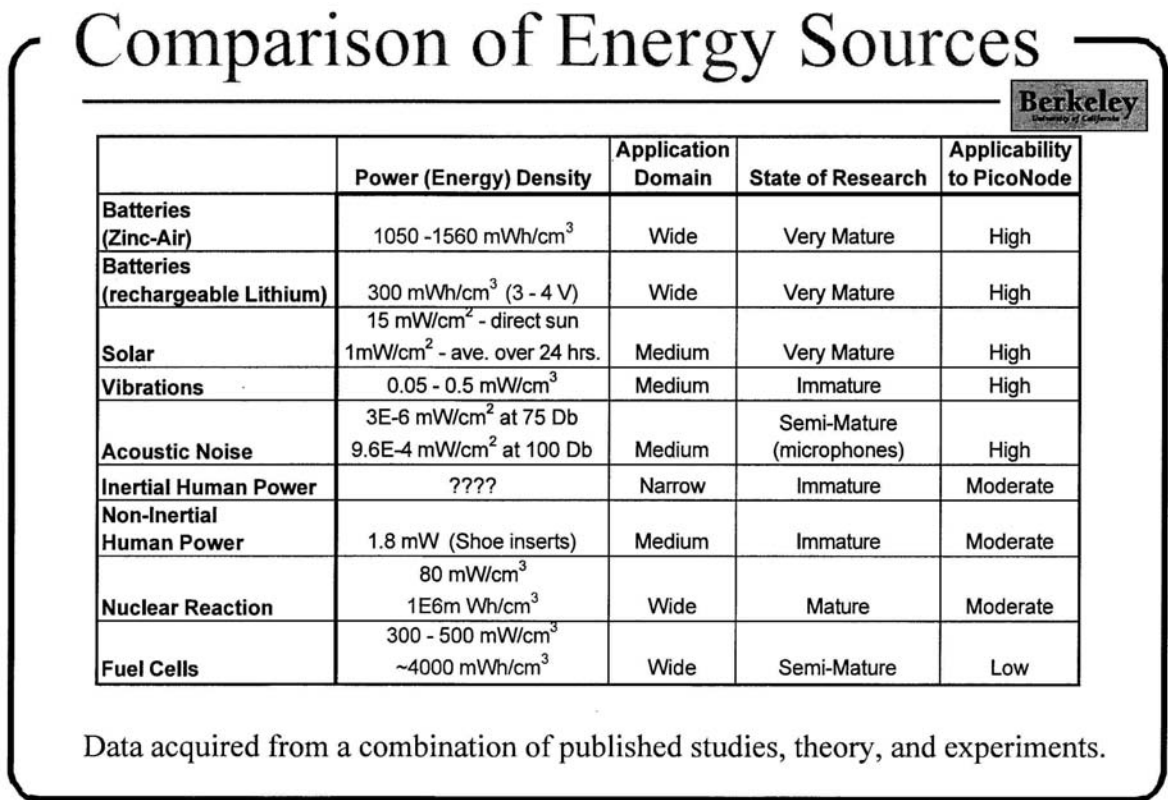 Comparison of Energy Sources
Berkeley
University of California
Power (Energy) Density Application Domain State of Research Applicability to PicoNode
Batteries (Zinc-Air) 1050 -1560 mWh/cm³ Wide Very Mature High
Batteries (rechargeable Lithium) 300 mWh/cm³ (3 - 4 V) Wide Very Mature High
Solar 15 mW/cm² - direct sun 1mW/cm² - ave. over 24 hrs. Medium Very Mature High
Vibrations 0.05 - 0.5 mW/cm³ Medium Immature High
Acoustic Noise 3E-6 mW/cm² at 75 Db 9.6E-4 mW/cm² at 100 Db Medium Semi-Mature (microphones) High
Inertial Human Power ???? Narrow Immature Moderate
Non-Inertial Human Power 1.8 mW (Shoe inserts) Medium Immature Moderate
Nuclear Reaction 80 mW/cm³ 1E6m Wh/cm³ Wide Mature Moderate
Fuel Cells 300 - 500 mW/cm³ ~4000 mWh/cm³ Wide Semi-Mature Low
Data acquired from a combination of published studies, theory, and experiments.